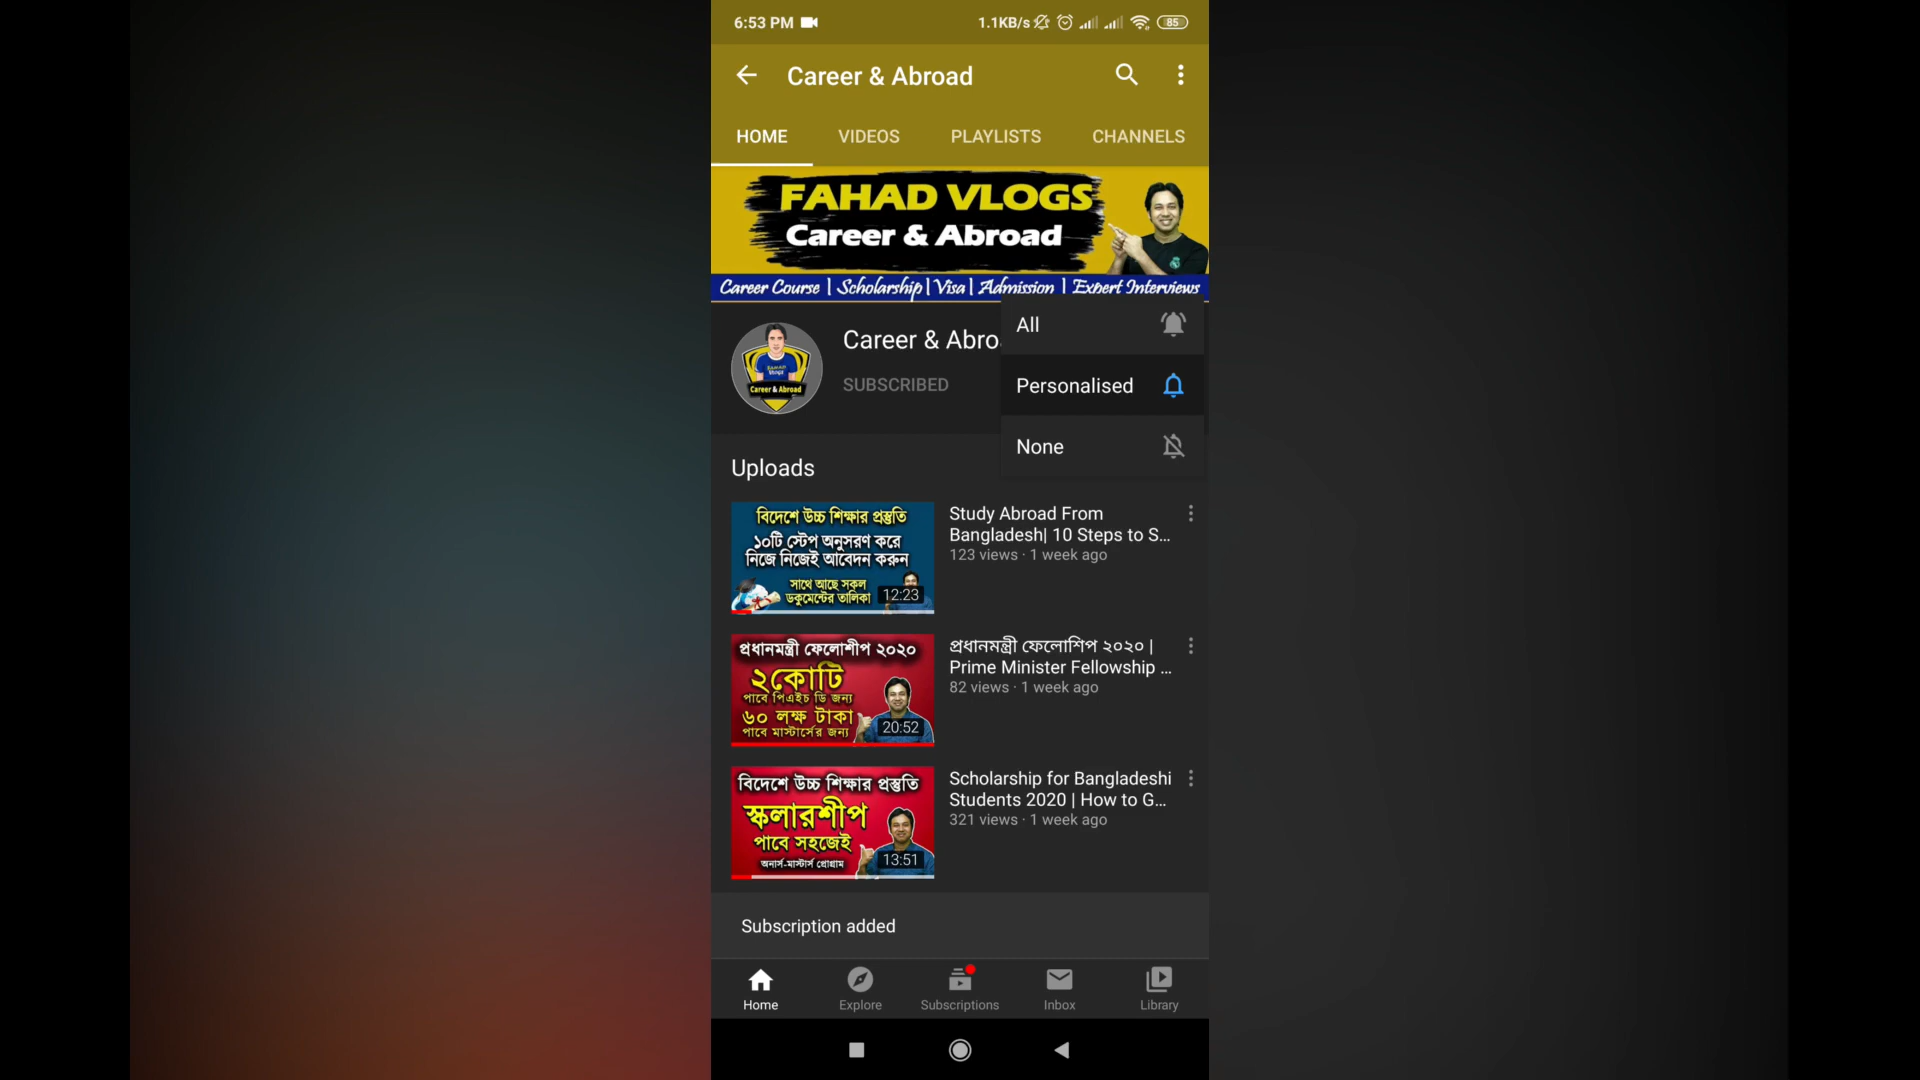 6:53 PM
1.1KB/s
85
Career & Abroad
HOME
VIDEOS
PLAYLISTS
CHANNELS
FAHAD VLOGS
Career & Abroad
Career Course | Scholarship | Visa | Admission | Expert Interviews
All
Career & Abro
Personalised
SUBSCRIBED
FAHAD
Career & Abroad
None
Uploads
বিদেশে উচ্চ শিক্ষার প্রস্তুতি
১০টি স্টেপ অনুসরণ করে
নিজে নিজেই আবেদন করুন
সাথে আছে সকল
ডকুমেন্টের তালিকা
12:23
Study Abroad From
Bangladesh| 10 Steps to S...
123 views · 1 week ago
প্রধানমন্ত্রী ফেলোশীপ ২০২০
২কোটি
পাবে পিএইচ ডি জন্য
৬০ লক্ষ টাকা
পাবে মাস্টার্সের জন্য
20:52
প্রধানমন্ত্রী ফেলোশিপ ২০২০ |
Prime Minister Fellowship ...
82 views · 1 week ago
বিদেশে উচ্চ শিক্ষার প্রস্তুতি
স্কলারশীপ
পাবে সহজেই
অনার্স-মাস্টার্স প্রোগ্রাম
13:51
Scholarship for Bangladeshi
Students 2020 | How to G...
321 views · 1 week ago
Subscription added
Home
Explore
Subscriptions
Inbox
Library